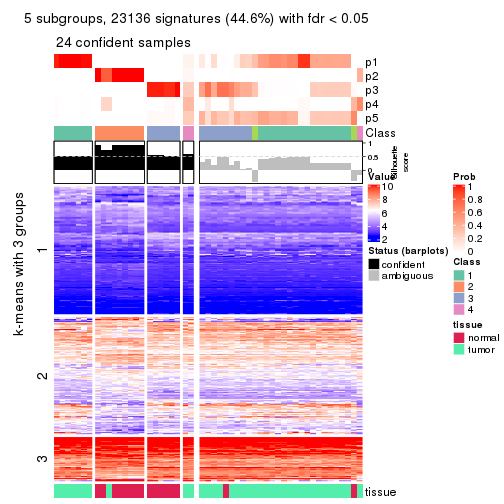 5 subgroups, 23136 signatures (44.6%) with fdr < 0.05
24 confident samples
p1
p2
p3
p4
p5
Class
1
0.5
0
Silhouette
score
k-means with 3 groups
1
2
3
tissue
Value
10
8
6
4
2
Status (barplots)
confident
ambiguous
Prob
1
0.8
0.6
0.4
0.2
0
Class
1
2
3
4
tissue
normal
tumor